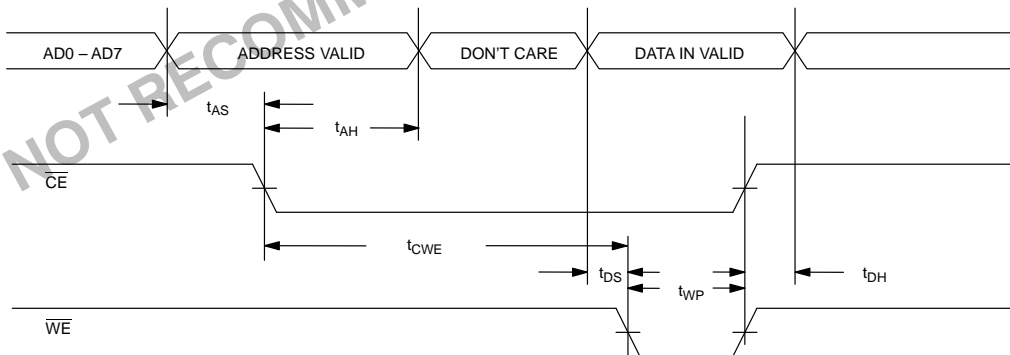 AD0 – AD7
ADDRESS VALID
DON'T CARE
DATA IN VALID
NOT RECOMM
tAS
tAH
CE
tCWE
tDS
tWP
tDH
WE